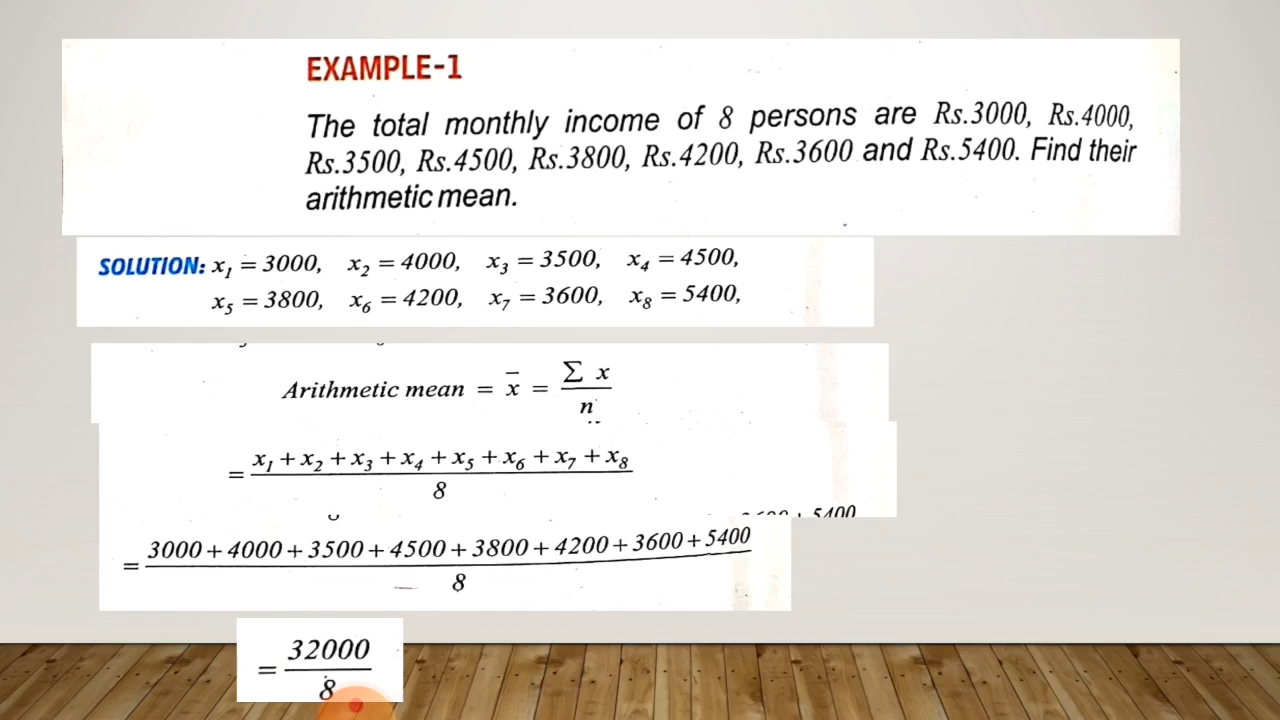 EXAMPLE-1
The total monthly income of 8 persons are Rs.3000, Rs.4000,
Rs.3500, Rs.4500, Rs.3800, Rs.4200, Rs.3600 and Rs.5400. Find their
arithmetic mean.
SOLUTION: x₁ = 3000, x₂ = 4000, x₃ = 3500, x₄ = 4500,
x₅ = 3800, x₆ = 4200, x₇ = 3600, x₈ = 5400,
Arithmetic mean = x̄ = Σ x
n
= x₁ + x₂ + x₃ + x₄ + x₅ + x₆ + x₇ + x₈
8
+ 5400
= 3000 + 4000 + 3500 + 4500 + 3800 + 4200 + 3600 + 5400
8
= 32000
8